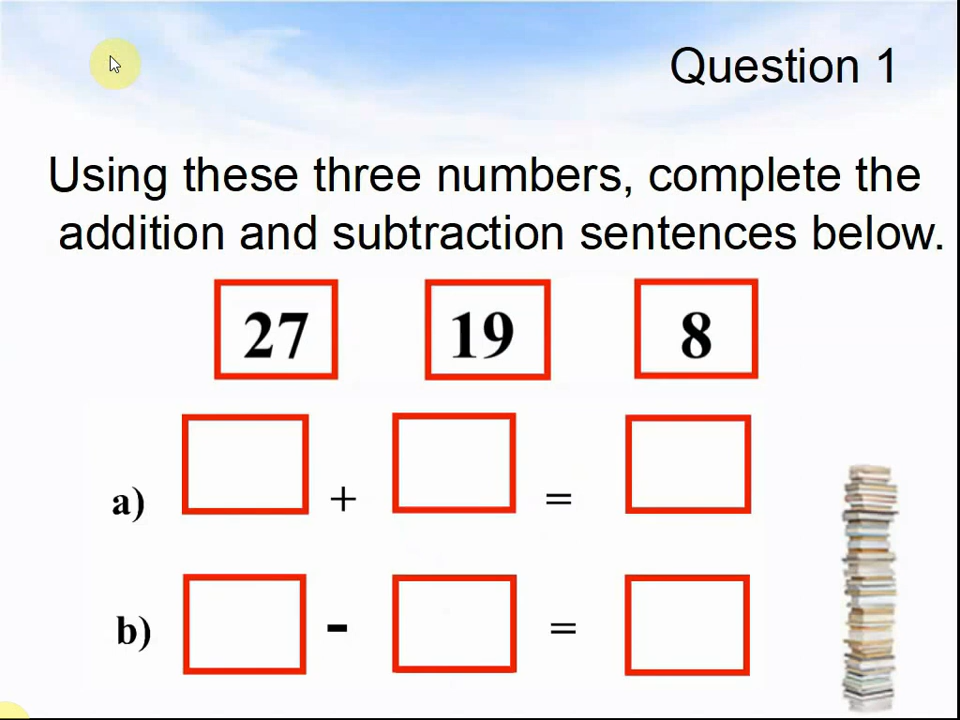 Question 1
Using these three numbers, complete the
addition and subtraction sentences below.
27 19 8
a) + =
b) - =